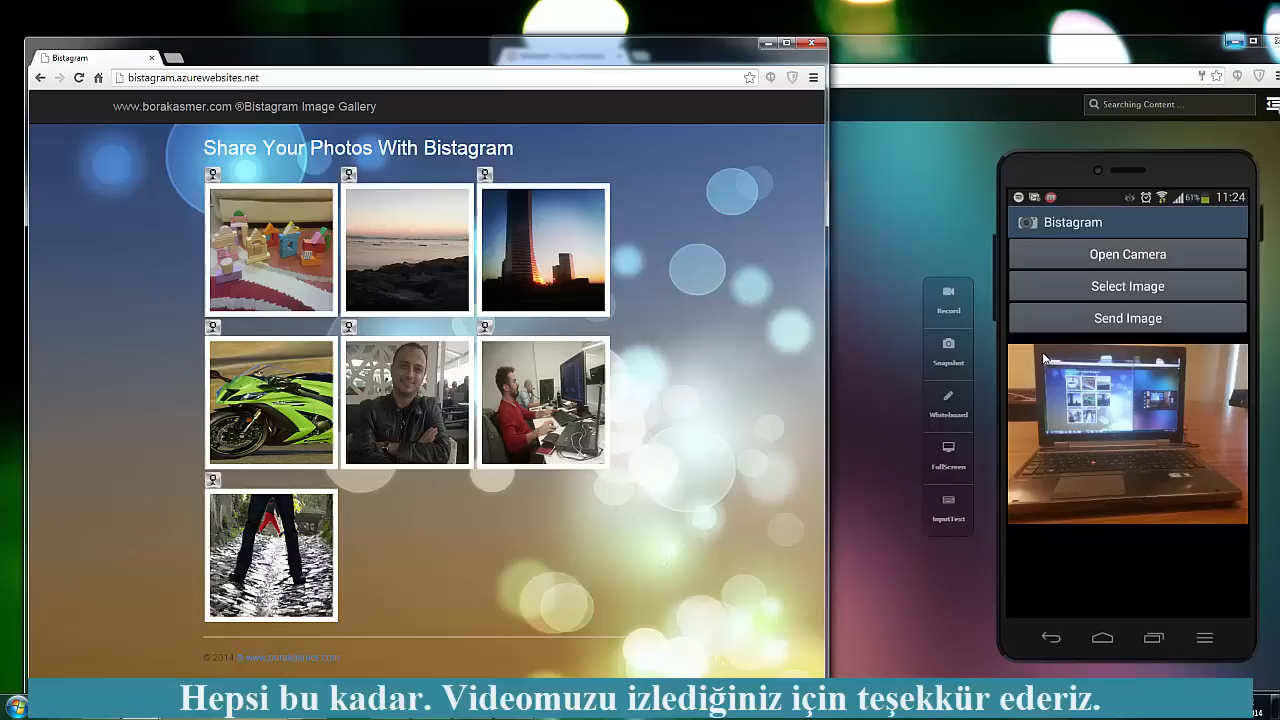 Bistagram
bistagram.azurewebsites.net
www.borakasmer.com ®Bistagram Image Gallery
Share Your Photos With Bistagram
© 2014 ® www.borakasmer.com
Searching Content ...
Record
Snapshot
Whiteboard
FullScreen
InputText
61% 11:24
Bistagram
Open Camera
Select Image
Send Image
Hepsi bu kadar. Videomuzu izlediğiniz için teşekkür ederiz.